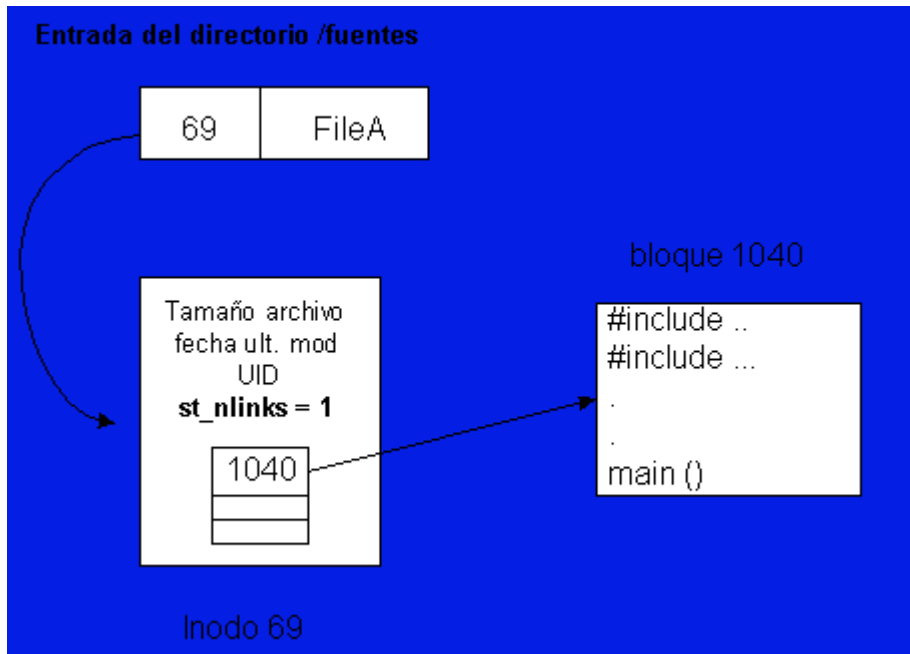 Entrada del directorio /fuentes
69 FileA
bloque 1040
Tamaño archivo
fecha ult. mod
UID
st_nlinks = 1
1040
#include ..
#include ...
.
.
main ()
Inodo 69